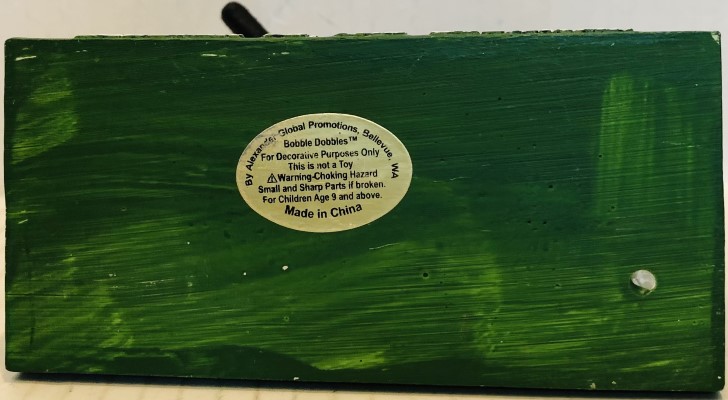 By Alexander Global Promotions, Bellevue, WA
Bobble Dobbles™
For Decorative Purposes Only
This is not a Toy
⚠Warning-Choking Hazard
Small and Sharp Parts if broken.
For Children Age 9 and above.
Made in China